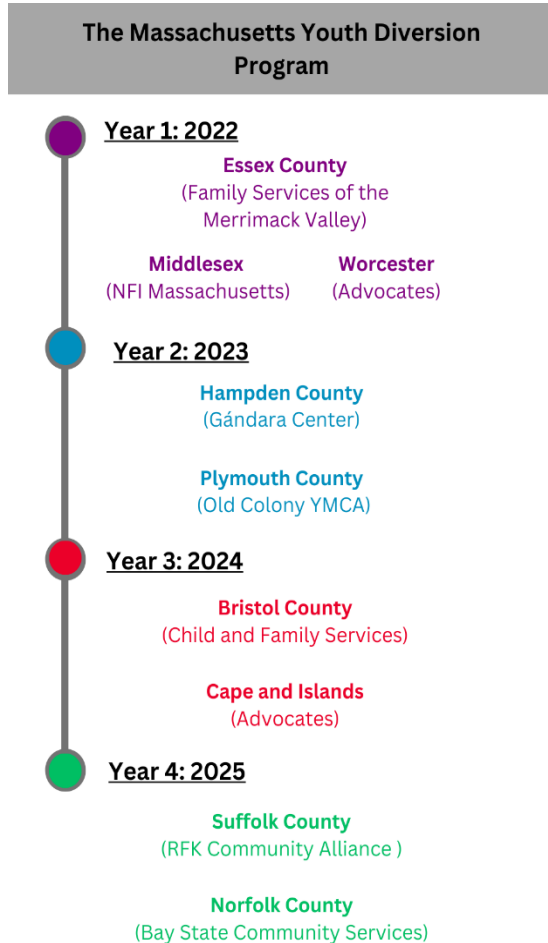 The Massachusetts Youth Diversion
Program
Year 1: 2022
Essex County
(Family Services of the
Merrimack Valley)
Middlesex
(NFI Massachusetts)
Worcester
(Advocates)
Year 2: 2023
Hampden County
(Gándara Center)
Plymouth County
(Old Colony YMCA)
Year 3: 2024
Bristol County
(Child and Family Services)
Cape and Islands
(Advocates)
Year 4: 2025
Suffolk County
(RFK Community Alliance )
Norfolk County
(Bay State Community Services)